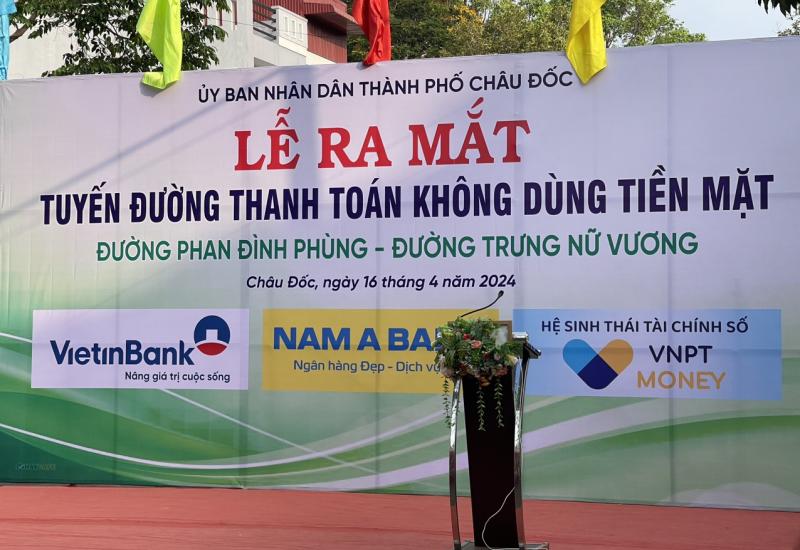 ỦY BAN NHÂN DÂN THÀNH PHỐ CHÂU ĐỐC
LỄ RA MẮT
TUYẾN ĐƯỜNG THANH TOÁN KHÔNG DÙNG TIỀN MẶT
ĐƯỜNG PHAN ĐÌNH PHÙNG - ĐƯỜNG TRƯNG NỮ VƯƠNG
Châu Đốc, ngày 16 tháng 4 năm 2024
VietinBank
Nâng giá trị cuộc sống
NAM A BA
Ngân hàng Đẹp - Dịch
HỆ SINH THÁI TÀI CHÍNH SỐ
VNPT
MONEY